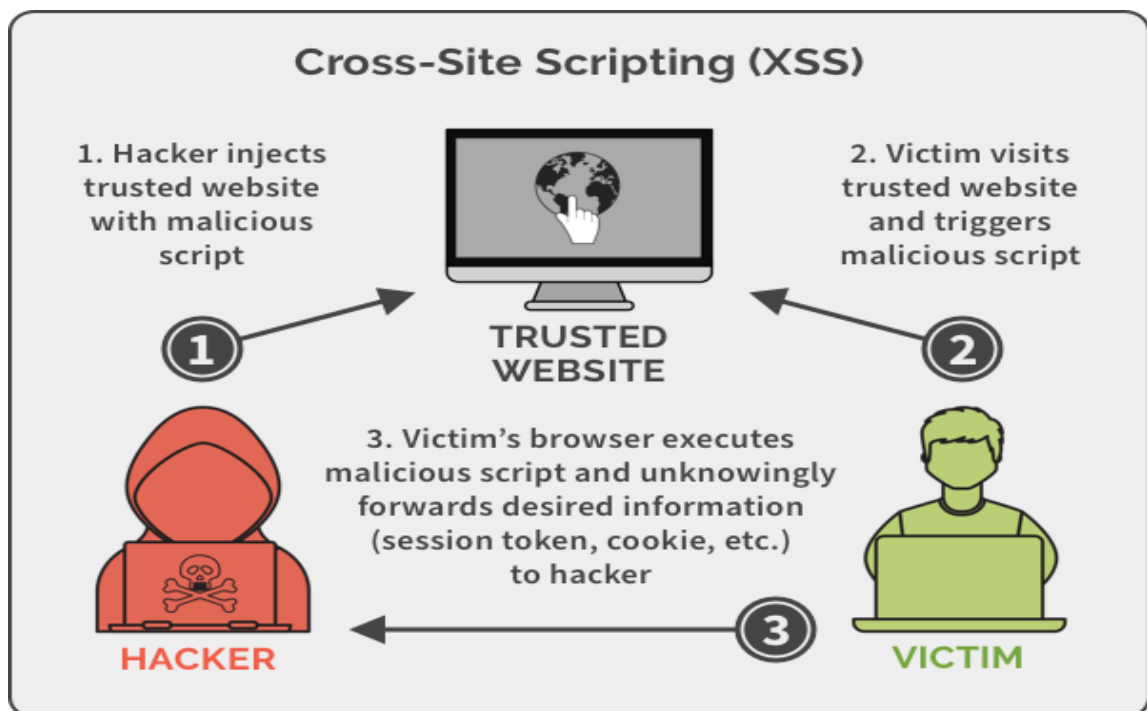 Cross-Site Scripting (XSS)
1. Hacker injects
trusted website
with malicious
script
2. Victim visits
trusted website
and triggers
malicious script
1
TRUSTED
WEBSITE
2
3. Victim’s browser executes
malicious script and unknowingly
forwards desired information
(session token, cookie, etc.)
to hacker
3
HACKER
VICTIM